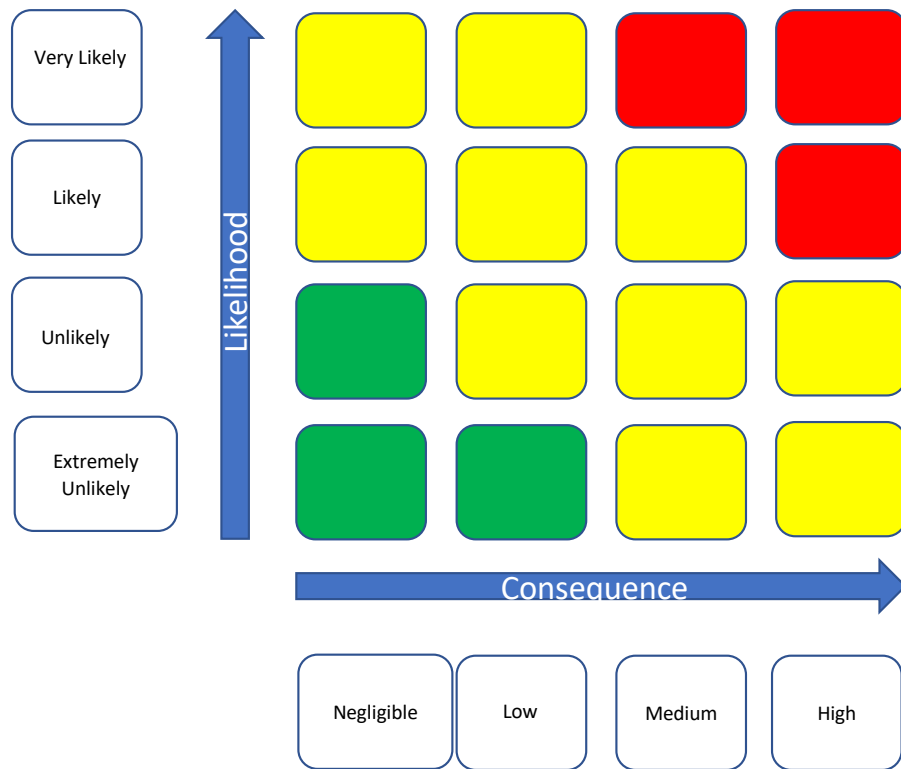 Very Likely
Likely
Unlikely
Extremely
Unlikely
Likelihood
Consequence
Negligible
Low
Medium
High